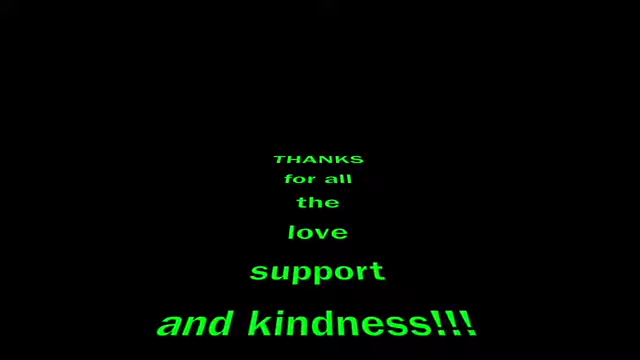 THANKS
for all
the
love
support
and kindness!!!